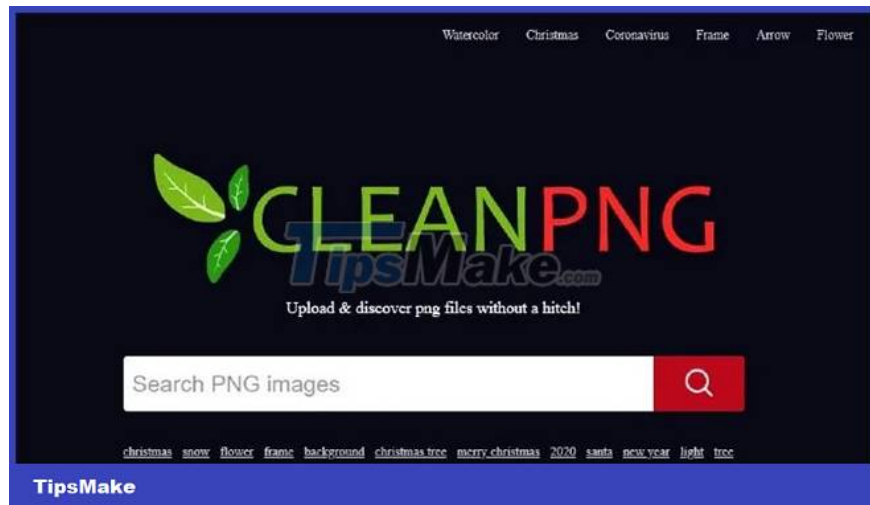 Watercolor Christmas Coronavirus Frame Arrow Flower
CLEANPNG
TipsMake.com
Upload & discover png files without a hitch!
Search PNG images
christmas snow flower frame background christmas tree merry christmas 2020 santa new year light tree
TipsMake